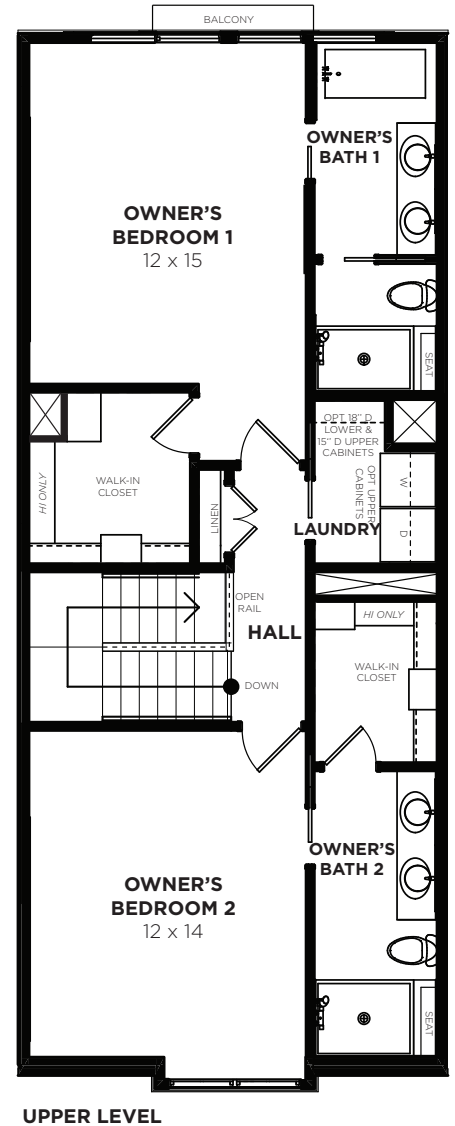 BALCONY
OWNER'S
BATH 1
OWNER'S
BEDROOM 1
12 x 15
SEAT
OPT 18" D
LOWER &
15" D UPPER
CABINETS
HI ONLY
WALK-IN
CLOSET
OPT UPPER
CABINETS
W
LINEN
LAUNDRY
D
OPEN
RAIL
HALL
HI ONLY
WALK-IN
CLOSET
DOWN
OWNER'S
BATH 2
OWNER'S
BEDROOM 2
12 x 14
SEAT
UPPER LEVEL